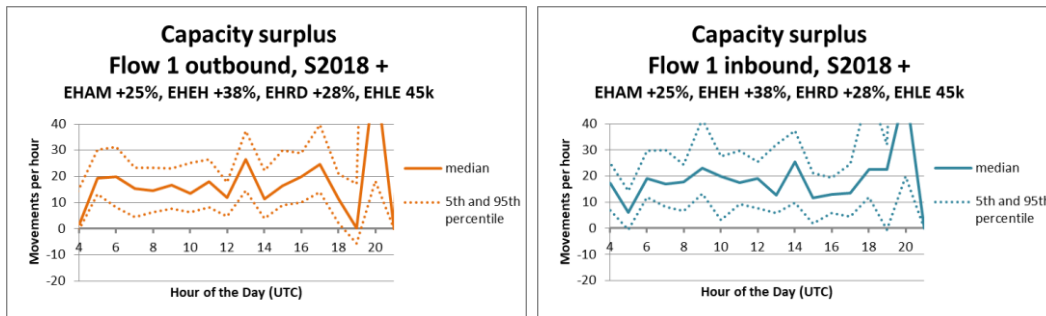 Capacity surplus
Flow 1 outbound, S2018 +
EHAM +25%, EHEH +38%, EHRD +28%, EHLE 45k
Movements per hour
40
30
20
10
0
-10
-20
4 6 8 10 12 14 16 18 20
Hour of the Day (UTC)
median
5th and 95th
percentile
Capacity surplus
Flow 1 inbound, S2018 +
EHAM +25%, EHEH +38%, EHRD +28%, EHLE 45k
Movements per hour
40
30
20
10
0
-10
-20
4 6 8 10 12 14 16 18 20
Hour of the Day (UTC)
median
5th and 95th
percentile